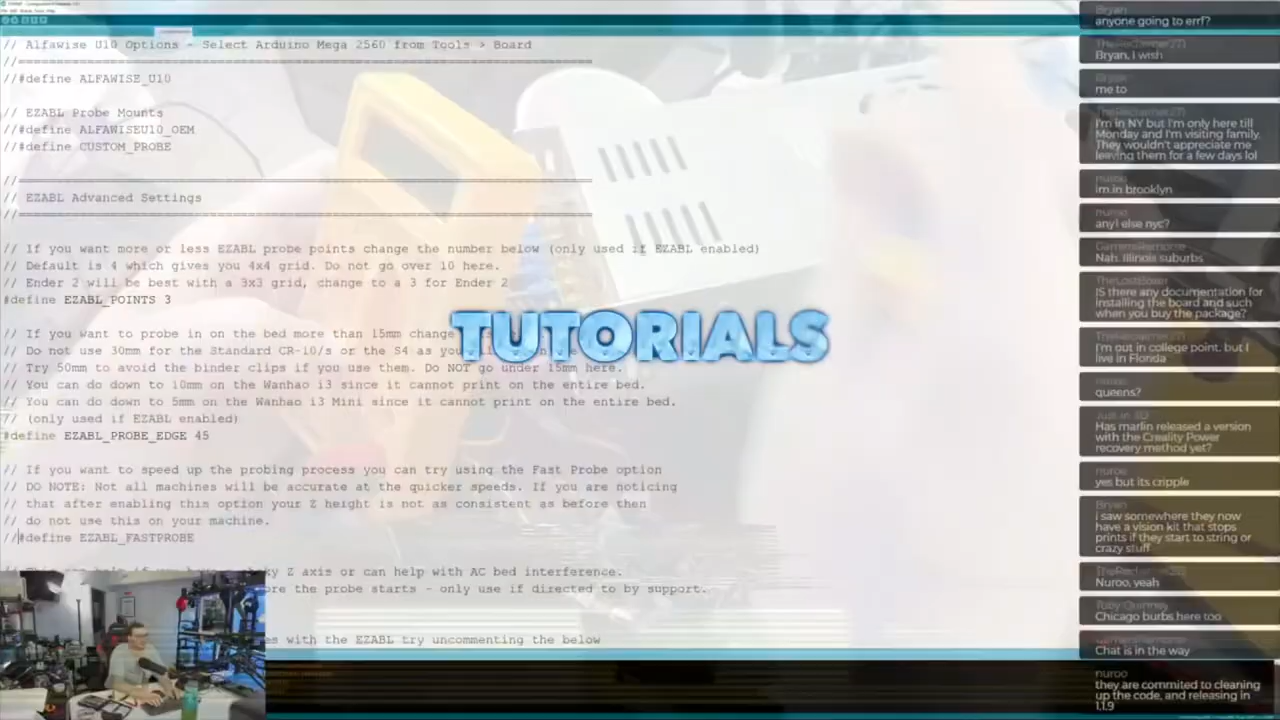 // Alfawise U10 Options - Select Arduino Mega 2560 from Tools > Board
//===========================================================================
//#define ALFAWISE_U10
// EZABL Probe Mounts
//#define ALFAWISEU10_OEM
//#define CUSTOM_PROBE
//===========================================================================
// EZABL Advanced Settings
//===========================================================================
// If you want more or less EZABL probe points change the number below (only used if EZABL enabled)
// Default is 4 which gives you 4x4 grid. Do not go over 10 here.
// Ender 2 will be best with a 3x3 grid, change to a 3 for Ender 2
#define EZABL_POINTS 3
// If you want to probe in on the bed more than 15mm change
// Do not use 30mm for the Standard CR-10/s or the S4 as
// Try 50mm to avoid the binder clips if you use them. Do NOT go under 15mm here.
// You can do down to 10mm on the Wanhao i3 since it cannot print on the entire bed.
// You can do down to 5mm on the Wanhao i3 Mini since it cannot print on the entire bed.
// (only used if EZABL enabled)
#define EZABL_PROBE_EDGE 45
// If you want to speed up the probing process you can try using the Fast Probe option
// DO NOTE: Not all machines will be accurate at the quicker speeds. If you are noticing
// that after enabling this option your Z height is not as consistent as before then
// do not use this on your machine.
//#define EZABL_FASTPROBE
Z axis or can help with AC bed interference.
the probe starts - only use if directed to by support.
with the EZABL try uncommenting the below
TUTORIALS
Bryan
anyone going to errf?
Bryan, I wish
Bryan
me to
I'm in NY but I'm only here till
Monday and I'm visiting family.
They wouldn't appreciate me
leaving them for a few days lol
nuroo
im in brooklyn
nuroo
anyl else nyc?
Nah. Illinois suburbs
IS there any documentation for
installing the board and such
when you buy the package?
I'm out in college point. but I
live in Florida
nuroo
queens?
Has marlin released a version
with the Creality Power
recovery method yet?
nuroo
yes but its cripple
Bryan
i saw somewhere they now
have a vision kit that stops
prints if they start to string or
crazy stuff
Nuroo, yeah
Toby Quinney
Chicago burbs here too
Chat is in the way
nuroo
they are commited to cleaning
up the code, and releasing in
1.1.9